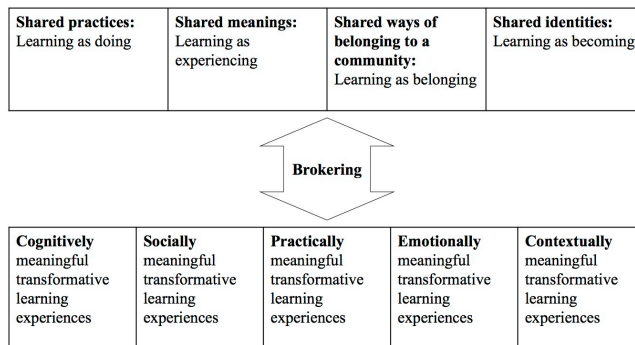 Shared practices:
Learning as doing
Shared meanings:
Learning as
experiencing
Shared ways of
belonging to a
community:
Learning as belonging
Shared identities:
Learning as becoming
Brokering
Cognitively
meaningful
transformative
learning
experiences
Socially
meaningful
transformative
learning
experiences
Practically
meaningful
transformative
learning
experiences
Emotionally
meaningful
transformative
learning
experiences
Contextually
meaningful
transformative
learning
experiences